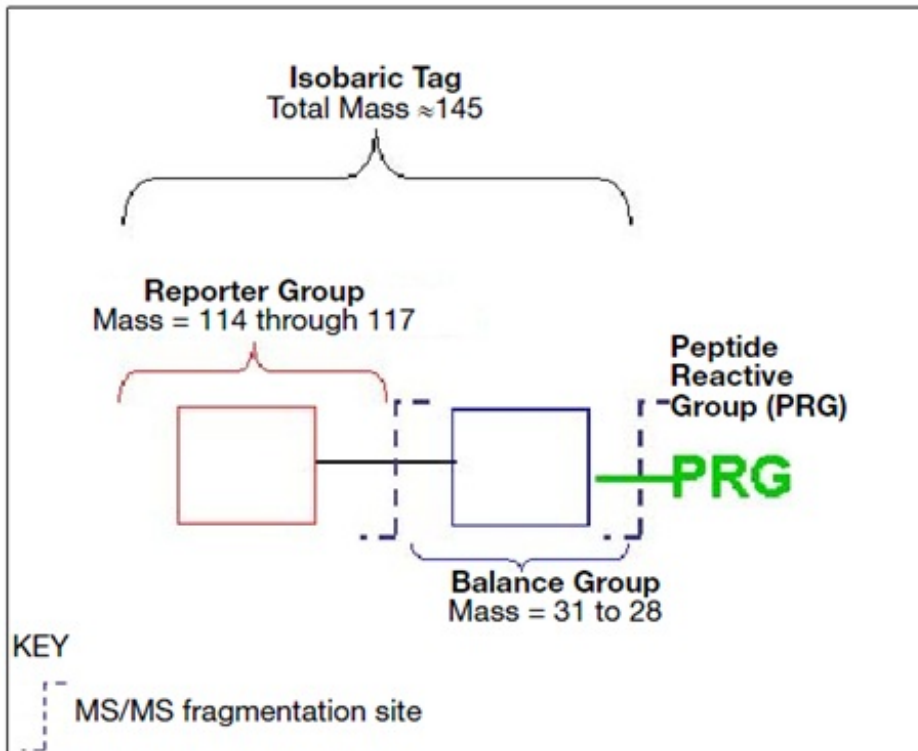 Isobaric Tag
Total Mass ≈145
Reporter Group
Mass = 114 through 117
Peptide
Reactive
Group (PRG)
PRG
Balance Group
Mass = 31 to 28
KEY
MS/MS fragmentation site